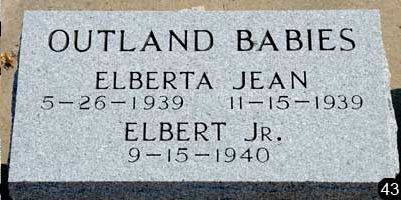 OUTLAND BABIES
ELBERTA JEAN
5-26-1939 11-15-1939
ELBERT JR.
9-15-1940
43